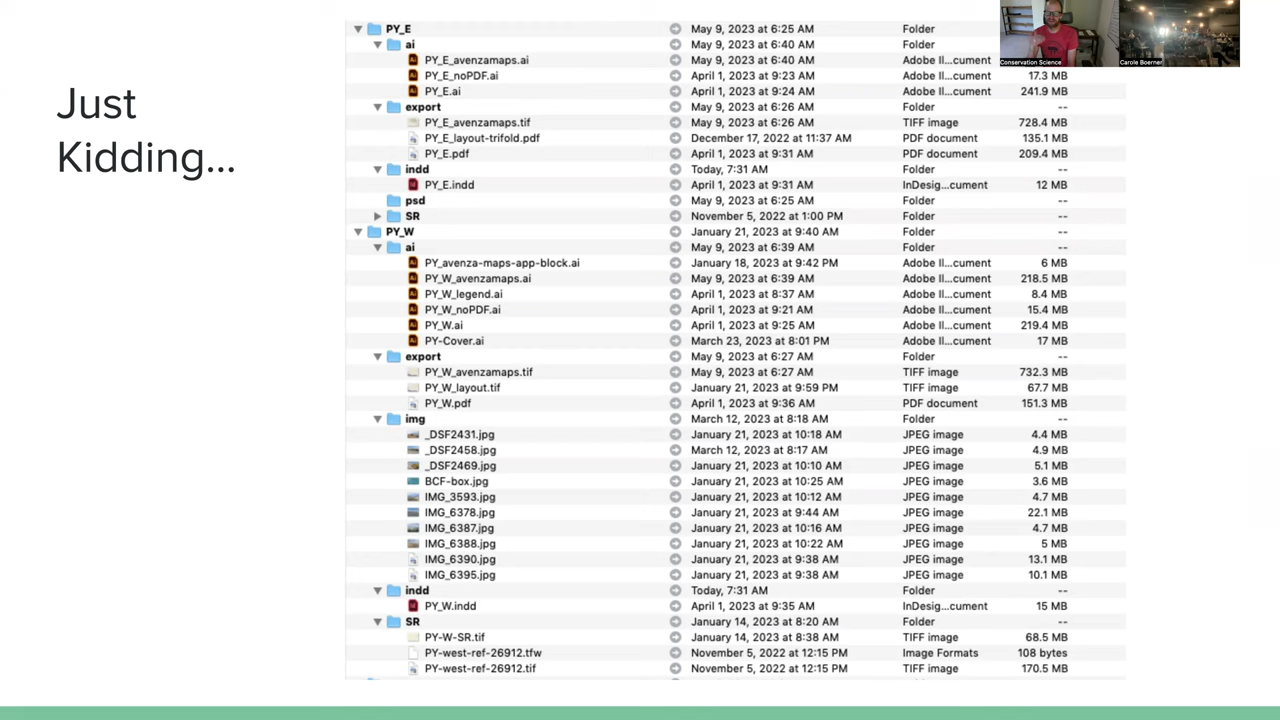 Just
Kidding...
PY_E May 9, 2023 at 6:25 AM Folder
ai May 9, 2023 at 6:40 AM Folder
PY_E_avenzamaps.ai May 9, 2023 at 6:40 AM Adobe Il...cument
PY_E_noPDF.ai April 1, 2023 at 9:23 AM Adobe Il...cument 17.3 MB
PY_E.ai April 1, 2023 at 9:24 AM Adobe Il...cument 241.9 MB
export May 9, 2023 at 6:26 AM Folder --
PY_E_avenzamaps.tif May 9, 2023 at 6:26 AM TIFF image 728.4 MB
PY_E_layout-trifold.pdf December 17, 2022 at 11:37 AM PDF document 135.1 MB
PY_E.pdf April 1, 2023 at 9:31 AM PDF document 209.4 MB
indd Today, 7:31 AM Folder --
PY_E.indd April 1, 2023 at 9:31 AM InDesig...cument 12 MB
psd May 9, 2023 at 6:25 AM Folder --
SR November 5, 2022 at 1:00 PM Folder --
PY_W January 21, 2023 at 9:40 AM Folder --
ai May 9, 2023 at 6:39 AM Folder --
PY_avenza-maps-app-block.ai January 18, 2023 at 9:42 PM Adobe Il...cument 6 MB
PY_W_avenzamaps.ai May 9, 2023 at 6:39 AM Adobe Il...cument 218.5 MB
PY_W_legend.ai April 1, 2023 at 8:37 AM Adobe Il...cument 8.4 MB
PY_W_noPDF.ai April 1, 2023 at 9:21 AM Adobe Il...cument 15.4 MB
PY_W.ai April 1, 2023 at 9:25 AM Adobe Il...cument 219.4 MB
PY-Cover.ai March 23, 2023 at 8:01 PM Adobe Il...cument 17 MB
export May 9, 2023 at 6:27 AM Folder --
PY_W_avenzamaps.tif May 9, 2023 at 6:27 AM TIFF image 732.3 MB
PY_W_layout.tif January 21, 2023 at 9:59 PM TIFF image 67.7 MB
PY_W.pdf April 1, 2023 at 9:36 AM PDF document 151.3 MB
img March 12, 2023 at 8:18 AM Folder --
_DSF2431.jpg January 21, 2023 at 10:18 AM JPEG image 4.4 MB
_DSF2458.jpg March 12, 2023 at 8:17 AM JPEG image 4.9 MB
_DSF2469.jpg January 21, 2023 at 10:10 AM JPEG image 5.1 MB
BCF-box.jpg January 21, 2023 at 10:25 AM JPEG image 3.6 MB
IMG_3593.jpg January 21, 2023 at 10:12 AM JPEG image 4.7 MB
IMG_6378.jpg January 21, 2023 at 9:44 AM JPEG image 22.1 MB
IMG_6387.jpg January 21, 2023 at 10:16 AM JPEG image 4.7 MB
IMG_6388.jpg January 21, 2023 at 10:22 AM JPEG image 5 MB
IMG_6390.jpg January 21, 2023 at 9:38 AM JPEG image 13.1 MB
IMG_6395.jpg January 21, 2023 at 9:38 AM JPEG image 10.1 MB
indd Today, 7:31 AM Folder --
PY_W.indd April 1, 2023 at 9:35 AM InDesig...cument 15 MB
SR January 14, 2023 at 8:20 AM Folder --
PY-W-SR.tif January 14, 2023 at 8:38 AM TIFF image 68.5 MB
PY-west-ref-26912.tfw November 5, 2022 at 12:15 PM Image Formats 108 bytes
PY-west-ref-26912.tif November 5, 2022 at 12:15 PM TIFF image 170.5 MB
Conservation Science
Carole Boerner